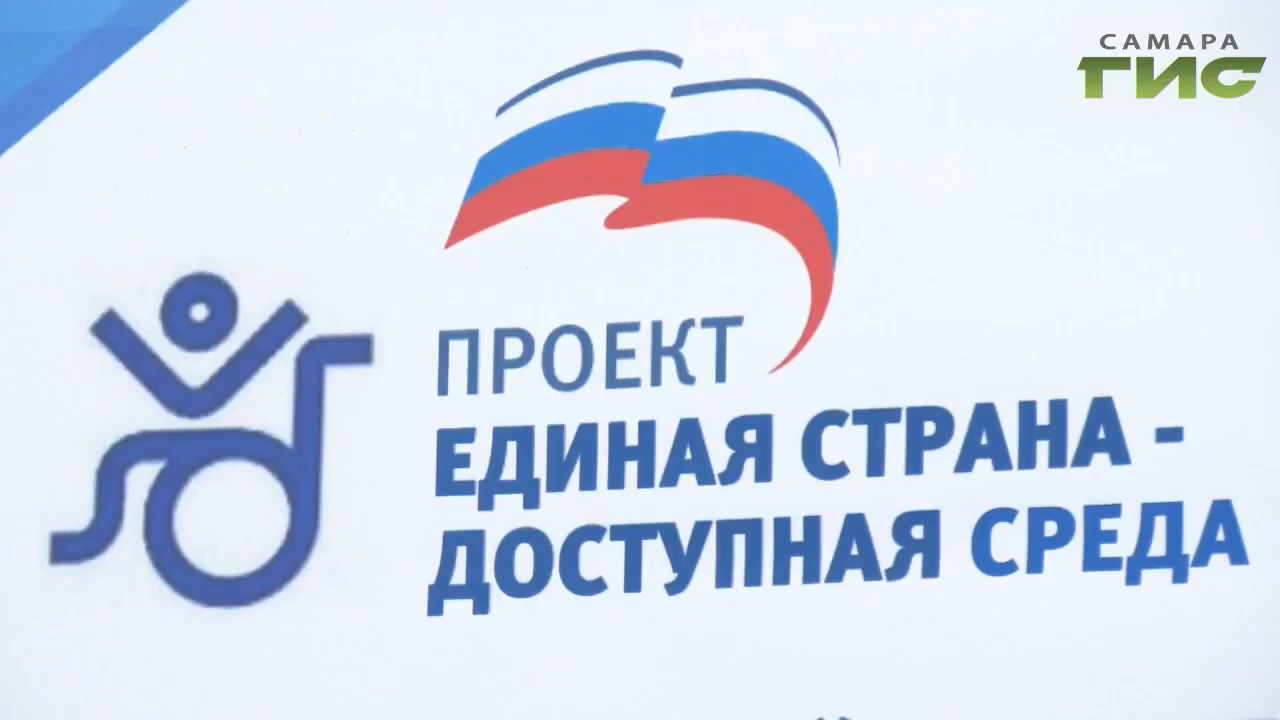 САМАРА
ГИС
ПРОЕКТ
ЕДИНАЯ СТРАНА -
ДОСТУПНАЯ СРЕДА